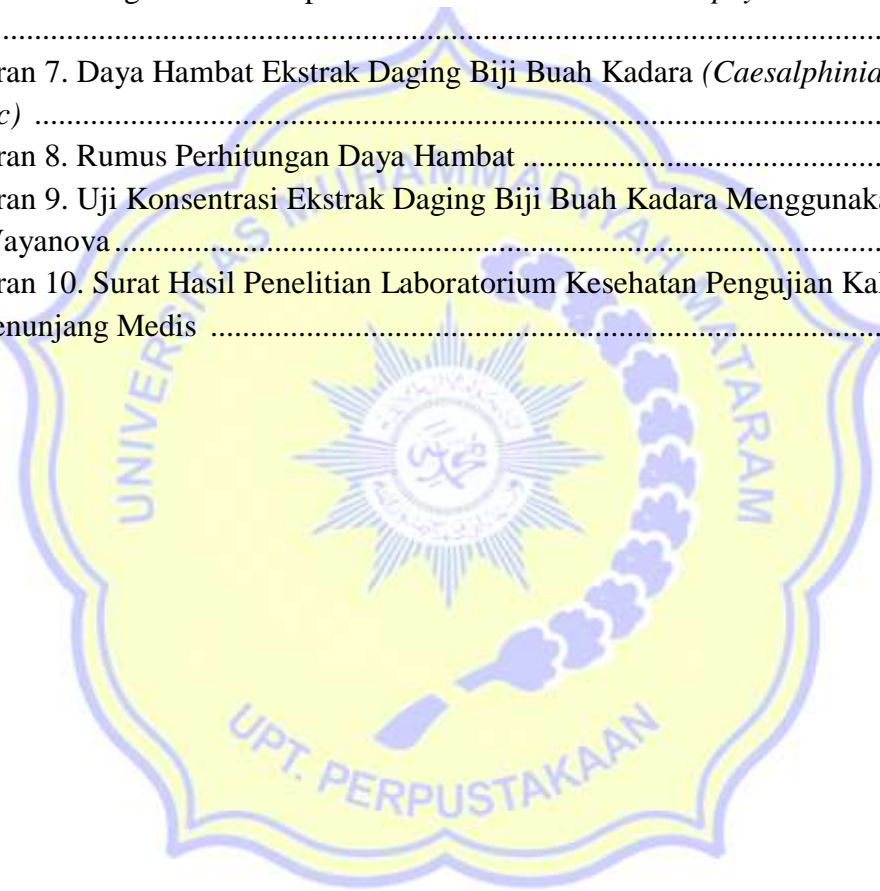 ..........
ran 7. Daya Hambat Ekstrak Daging Biji Buah Kadara (Caesalphinia
c) ..........
ran 8. Rumus Perhitungan Daya Hambat ..........
ran 9. Uji Konsentrasi Ekstrak Daging Biji Buah Kadara Menggunaka
ayanova ..........
ran 10. Surat Hasil Penelitian Laboratorium Kesehatan Pengujian Kal
enunjang Medis ..........
UNIVERSITAS MUHAMMADIYAH MATARAM
UPT. PERPUSTAKAAN